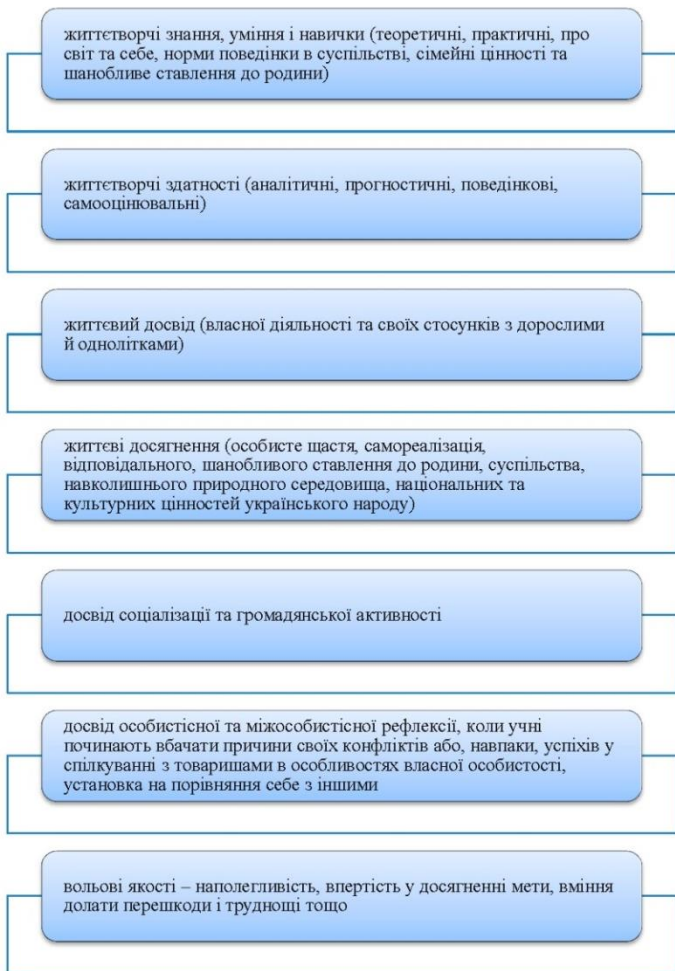 життєтворчі знання, уміння і навички (теоретичні, практичні, про
світ та себе, норми поведінки в суспільстві, сімейні цінності та
шанобливе ставлення до родини)
життєтворчі здатності (аналітичні, прогностичні, поведінкові,
самооцінювальні)
життєвий досвід (власної діяльності та своїх стосунків з дорослими
й однолітками)
життєві досягнення (особисте щастя, самореалізація,
відповідального, шанобливого ставлення до родини, суспільства,
навколишнього природного середовища, національних та
культурних цінностей українського народу)
досвід соціалізації та громадянської активності
досвід особистісної та міжособистісної рефлексії, коли учні
починають вбачати причини своїх конфліктів або, навпаки, успіхів у
спілкуванні з товаришами в особливостях власної особистості,
установка на порівняння себе з іншими
вольові якості – наполегливість, впертість у досягненні мети, вміння
долати перешкоди і труднощі тощо